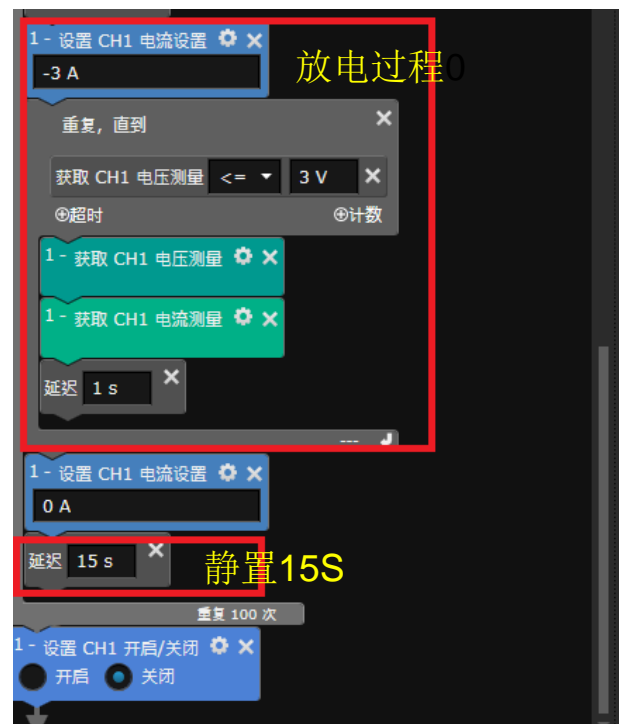 1 - 设置 CH1 电流设置
-3 A
放电过程0
重复, 直到
获取 CH1 电压测量 <= 3 V
⊕超时 ⊕计数
1 - 获取 CH1 电压测量
1 - 获取 CH1 电流测量
延迟 1 s
---
1 - 设置 CH1 电流设置
0 A
延迟 15 s
静置15S
重复 100 次
1 - 设置 CH1 开启/关闭
开启 关闭